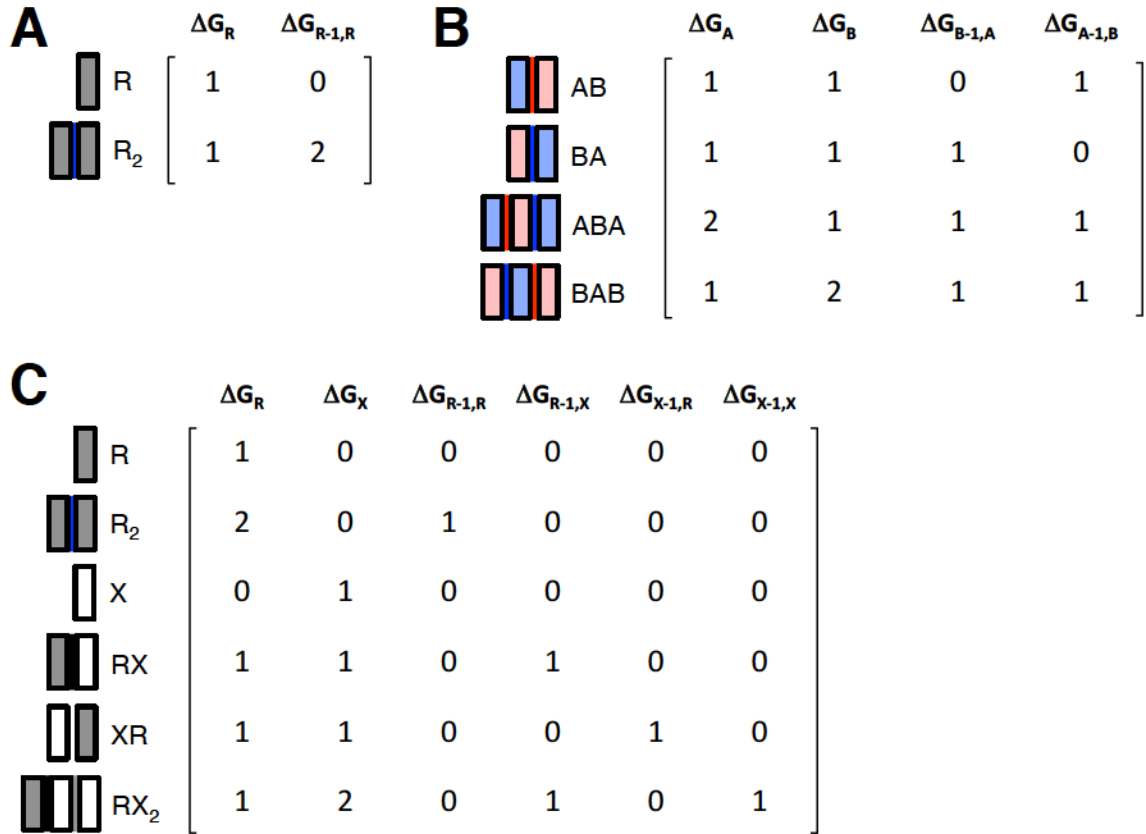 A
ΔG_R ΔG_R-1,R
R 1 0
R₂ 1 2
B
ΔG_A ΔG_B ΔG_B-1,A ΔG_A-1,B
AB 1 1 0 1
BA 1 1 1 0
ABA 2 1 1 1
BAB 1 2 1 1
C
ΔG_R ΔG_X ΔG_R-1,R ΔG_R-1,X ΔG_X-1,R ΔG_X-1,X
R 1 0 0 0 0 0
R₂ 2 0 1 0 0 0
X 0 1 0 0 0 0
RX 1 1 0 1 0 0
XR 1 1 0 0 1 0
RX₂ 1 2 0 1 0 1